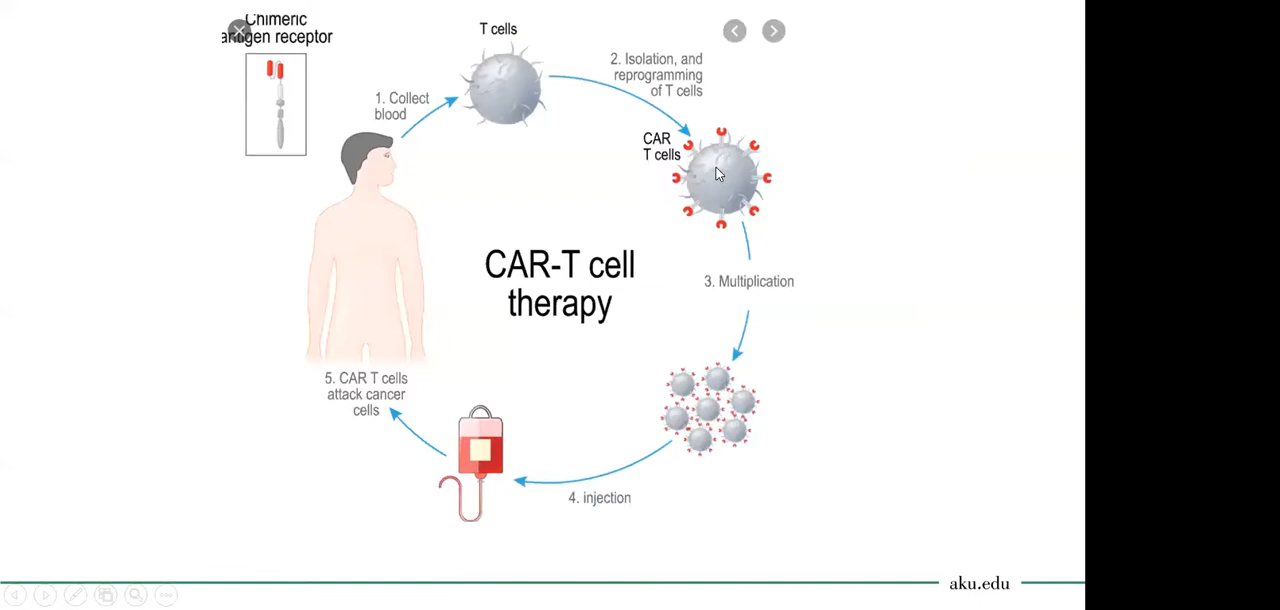 Chimeric
antigen receptor
T cells
1. Collect
blood
2. Isolation, and
reprogramming
of T cells
CAR
T cells
CAR-T cell
therapy
3. Multiplication
5. CAR T cells
attack cancer
cells
4. injection
aku.edu